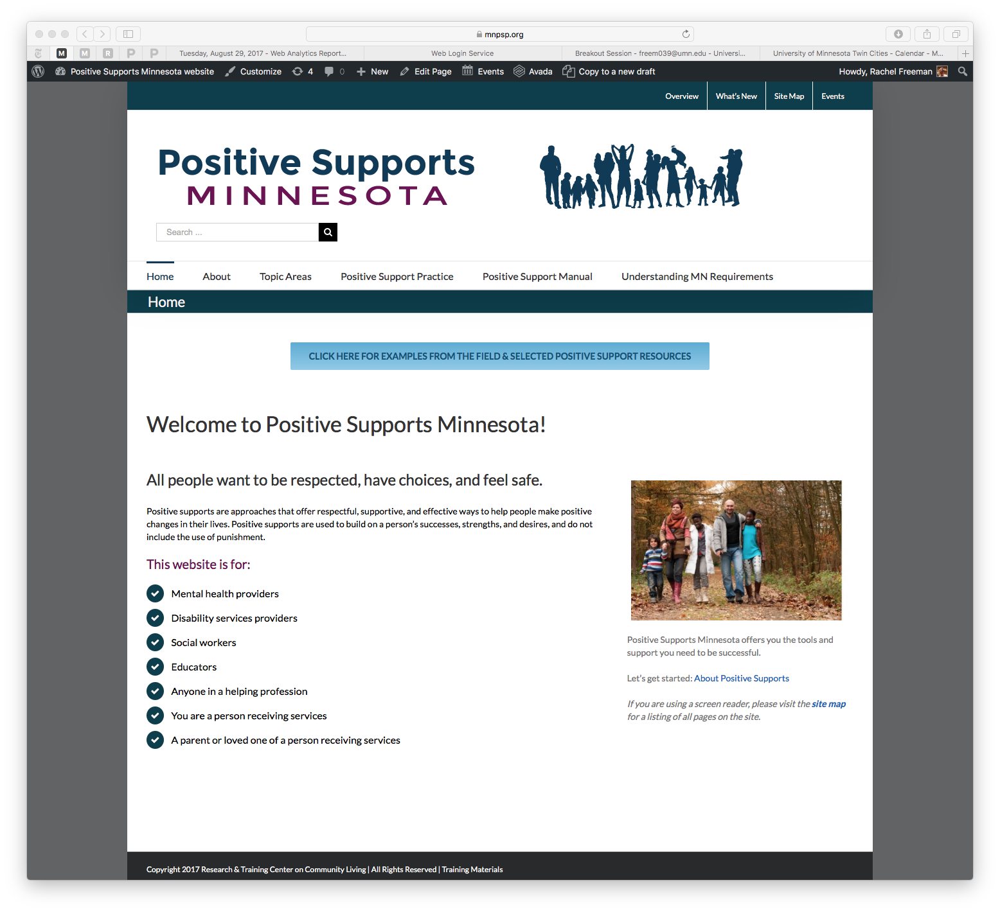 mnpsp.org
M M R P P Tuesday, August 29, 2017 - Web Analytics Report... Web Login Service Breakout Session - freem039@umn.edu - Universi... University of Minnesota Twin Cities - Calendar - M...
Positive Supports Minnesota website Customize 4 0 New Edit Page Events Avada Copy to a new draft Howdy, Rachel Freeman
Overview What's New Site Map Events
Positive Supports
MINNESOTA
Search ...
Home About Topic Areas Positive Support Practice Positive Support Manual Understanding MN Requirements
Home
CLICK HERE FOR EXAMPLES FROM THE FIELD & SELECTED POSITIVE SUPPORT RESOURCES
Welcome to Positive Supports Minnesota!
All people want to be respected, have choices, and feel safe.
Positive supports are approaches that offer respectful, supportive, and effective ways to help people make positive
changes in their lives. Positive supports are used to build on a person's successes, strengths, and desires, and do not
include the use of punishment.
This website is for:
Mental health providers
Disability services providers
Social workers
Educators
Anyone in a helping profession
You are a person receiving services
A parent or loved one of a person receiving services
Positive Supports Minnesota offers you the tools and
support you need to be successful.
Let's get started: About Positive Supports
If you are using a screen reader, please visit the site map
for a listing of all pages on the site.
Copyright 2017 Research & Training Center on Community Living | All Rights Reserved | Training Materials